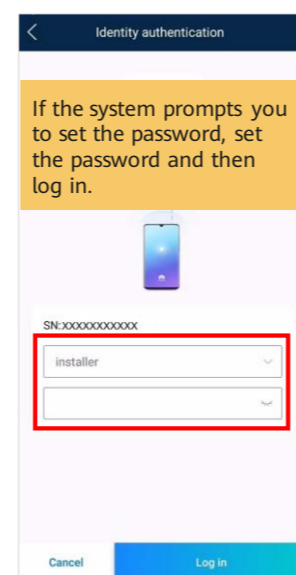 Identity authentication
If the system prompts you
to set the password, set
the password and then
log in.
SN:XXXXXXXXXXX
installer
Cancel
Log in